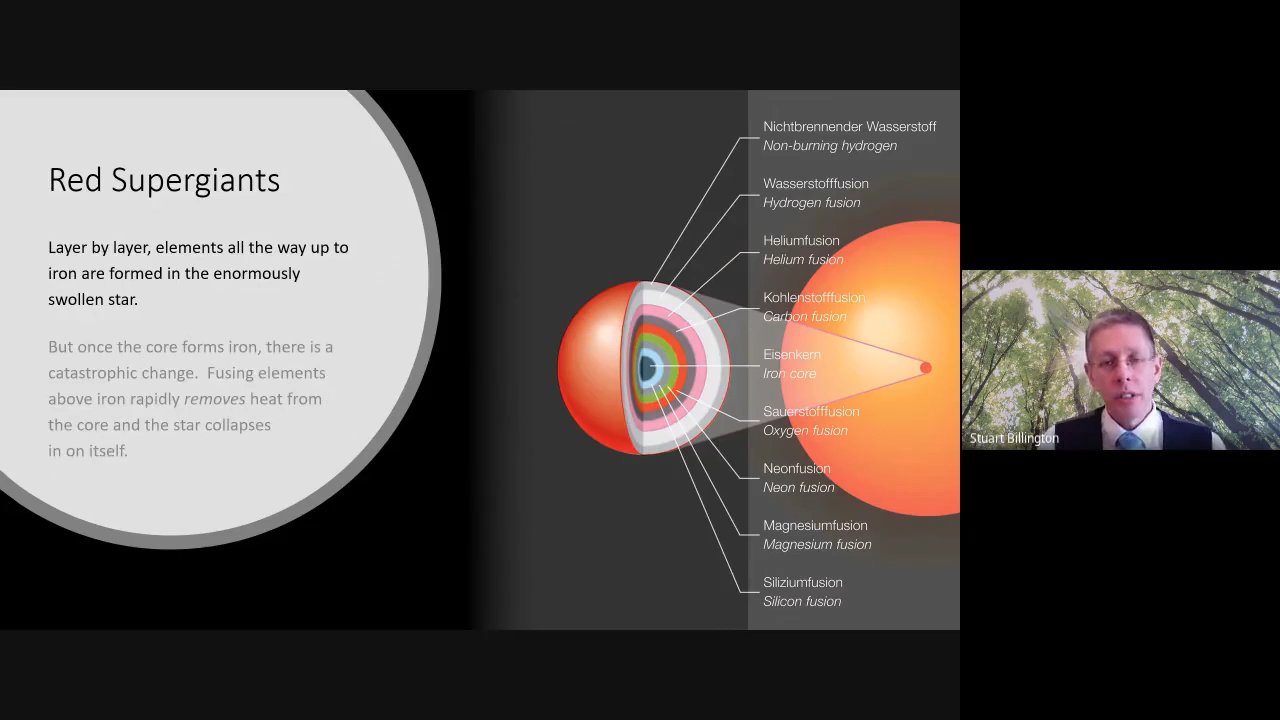 Red Supergiants
Layer by layer, elements all the way up to
iron are formed in the enormously
swollen star.
But once the core forms iron, there is a
catastrophic change.  Fusing elements
above iron rapidly removes heat from
the core and the star collapses
in on itself.
Nichtbrennender Wasserstoff
Non-burning hydrogen
Wasserstofffusion
Hydrogen fusion
Heliumfusion
Helium fusion
Kohlenstofffusion
Carbon fusion
Eisenkern
Iron core
Sauerstofffusion
Oxygen fusion
Neonfusion
Neon fusion
Magnesiumfusion
Magnesium fusion
Siliziumfusion
Silicon fusion
Stuart Billington